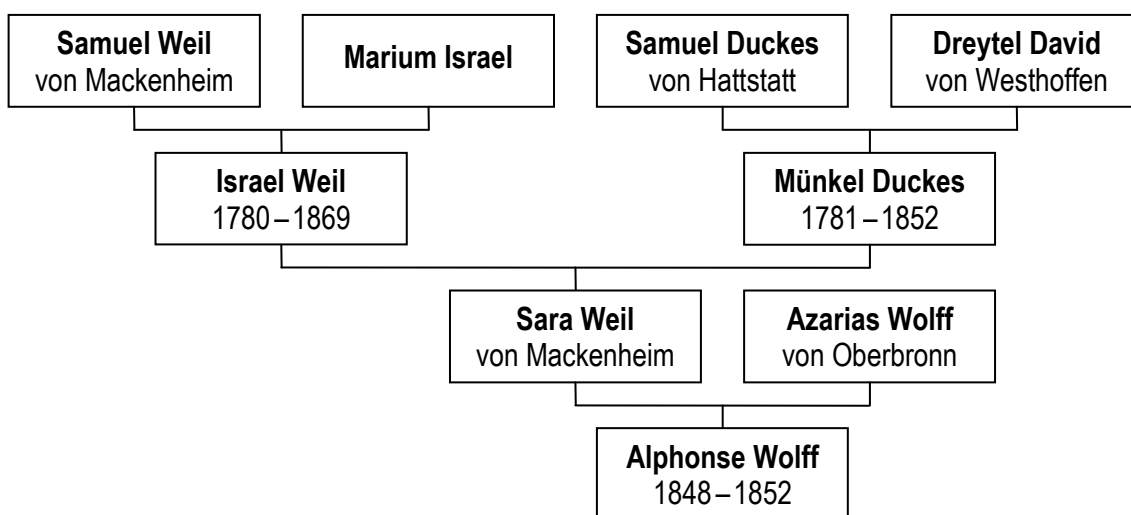 Samuel Weil
von Mackenheim
Marium Israel
Samuel Duckes
von Hattstatt
Dreytel David
von Westhoffen
Israel Weil
1780 – 1869
Münkel Duckes
1781 – 1852
Sara Weil
von Mackenheim
Azarias Wolff
von Oberbronn
Alphonse Wolff
1848 – 1852